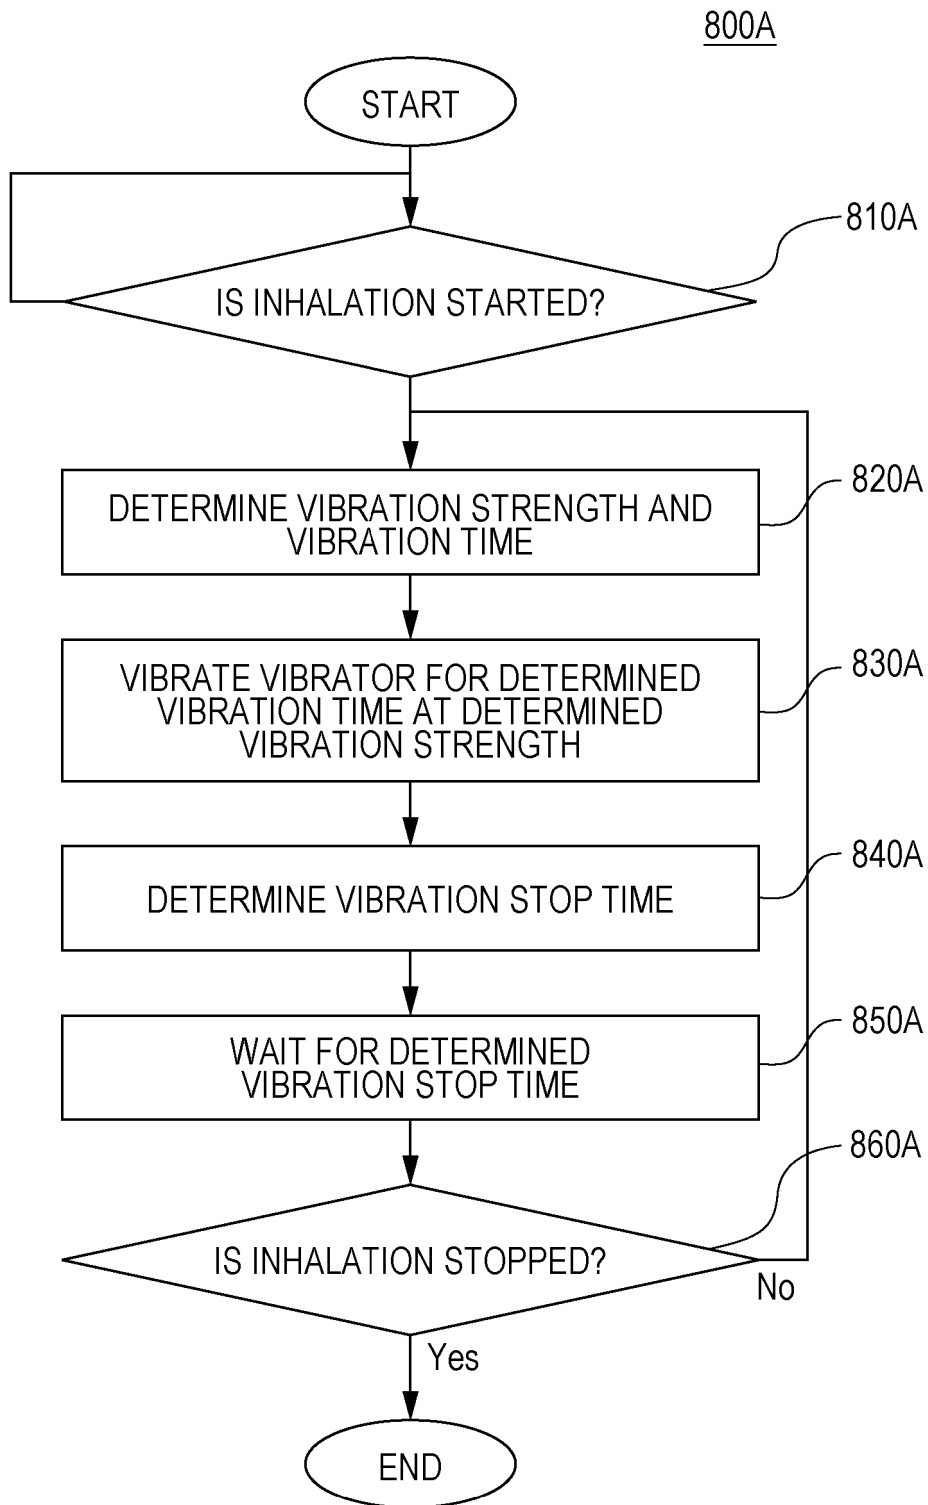 800A
START
810A
IS INHALATION STARTED?
820A
DETERMINE VIBRATION STRENGTH AND
VIBRATION TIME
830A
VIBRATE VIBRATOR FOR DETERMINED
VIBRATION TIME AT DETERMINED
VIBRATION STRENGTH
840A
DETERMINE VIBRATION STOP TIME
850A
WAIT FOR DETERMINED
VIBRATION STOP TIME
860A
IS INHALATION STOPPED?
No
Yes
END